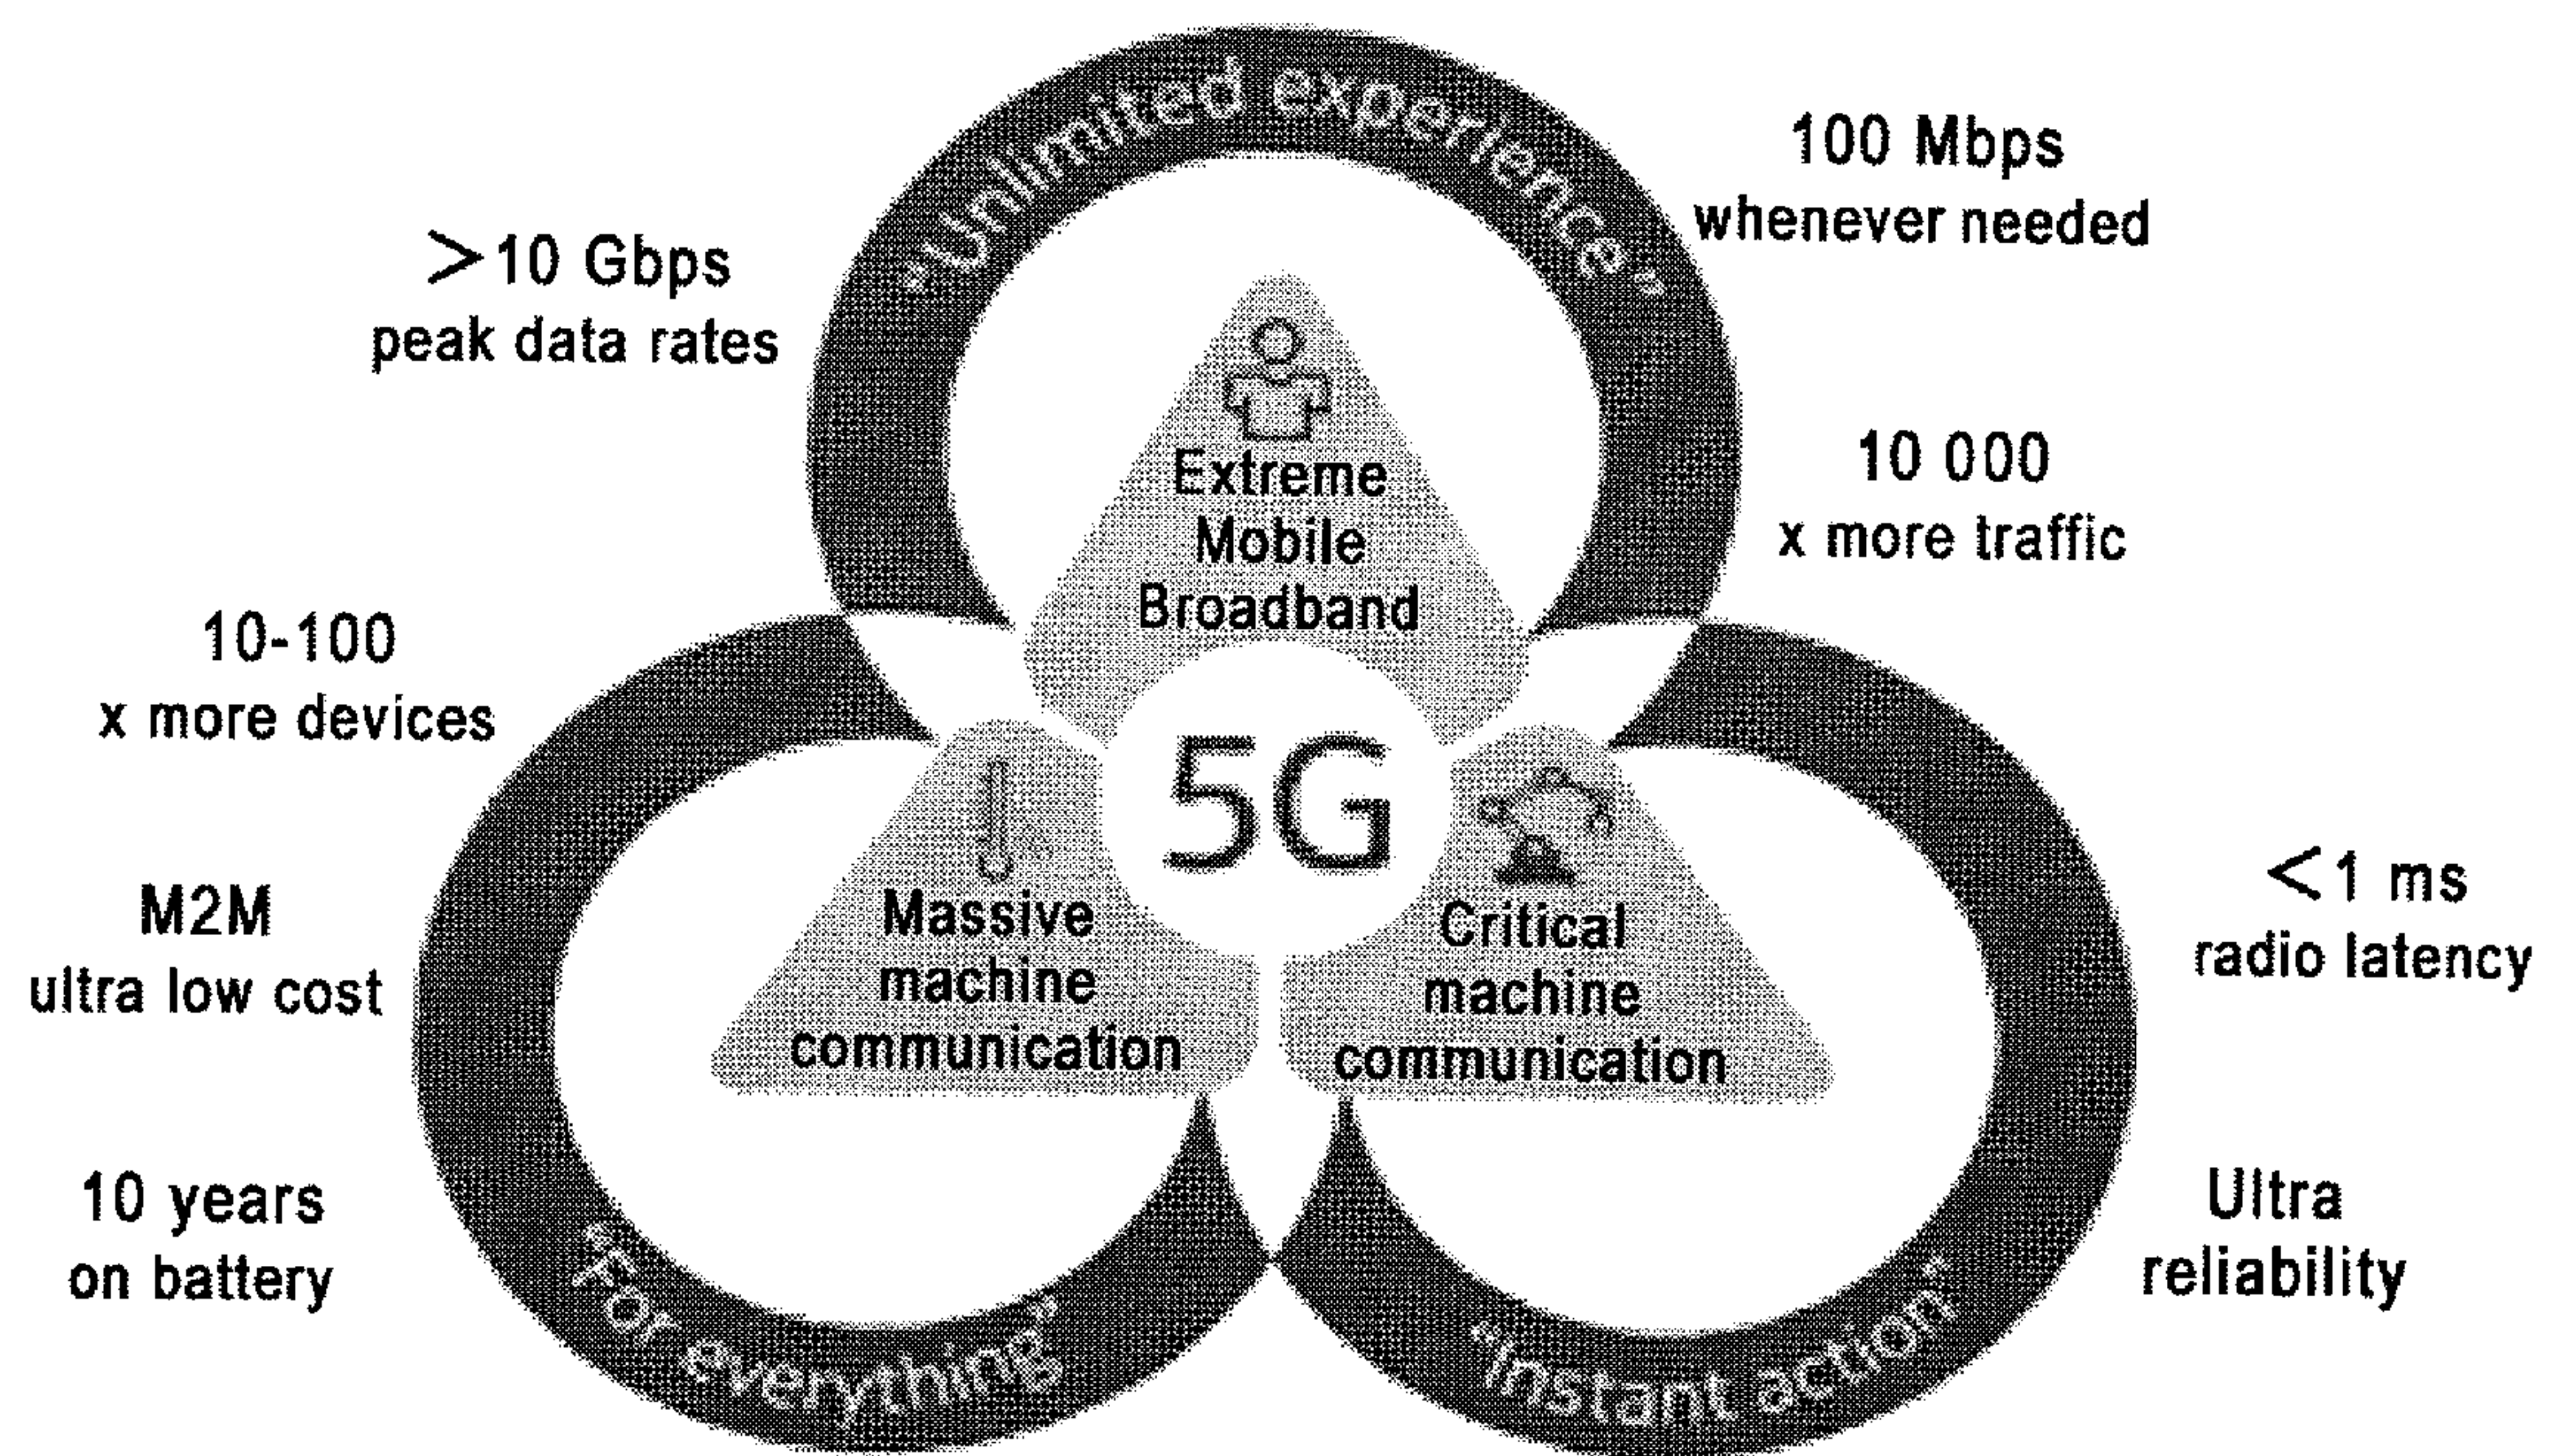 "Unlimited experience"
100 Mbps
whenever needed
>10 Gbps
peak data rates
Extreme
Mobile
Broadband
10 000
x more traffic
10-100
x more devices
5G
M2M
ultra low cost
Massive
machine
communication
Critical
machine
communication
<1 ms
radio latency
10 years
on battery
Ultra
reliability
"For everything"
"Instant action"